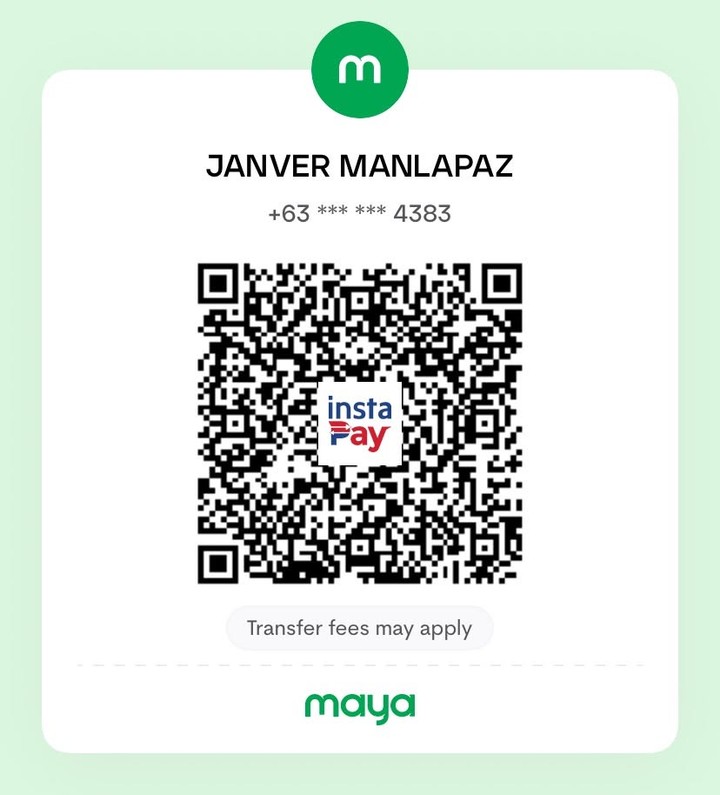 m
JANVER MANLAPAZ
+63 *** *** 4383
insta
Pay
Transfer fees may apply
maya